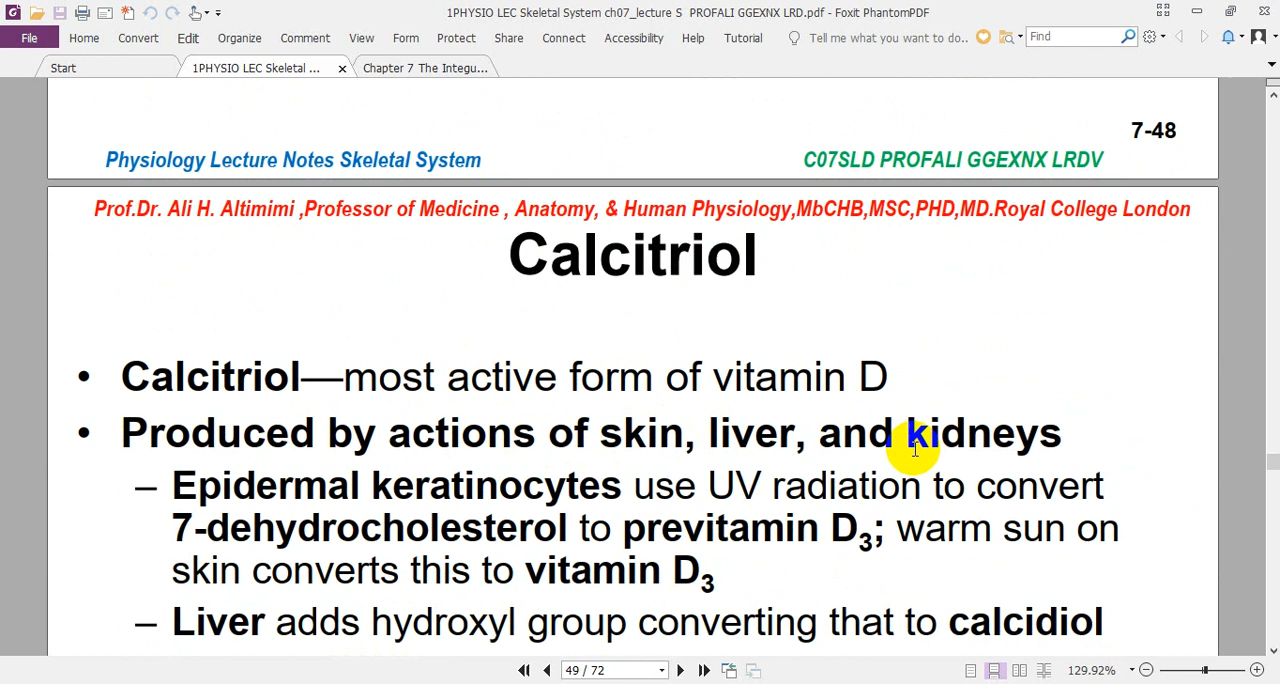 1PHYSIO LEC Skeletal System ch07_lecture S PROFALI GGEXNX LRD.pdf - Foxit PhantomPDF
File Home Convert Edit Organize Comment View Form Protect Share Connect Accessibility Help Tutorial Tell me what you want to do.. Find
Start 1PHYSIO LEC Skeletal ... Chapter 7 The Integu...
7-48
Physiology Lecture Notes Skeletal System C07SLD PROFALI GGEXNX LRDV
Prof.Dr. Ali H. Altimimi ,Professor of Medicine , Anatomy, & Human Physiology,MbCHB,MSC,PHD,MD.Royal College London
Calcitriol
• Calcitriol—most active form of vitamin D
• Produced by actions of skin, liver, and kidneys
– Epidermal keratinocytes use UV radiation to convert
7-dehydrocholesterol to previtamin D3; warm sun on
skin converts this to vitamin D3
– Liver adds hydroxyl group converting that to calcidiol
49 / 72 129.92%